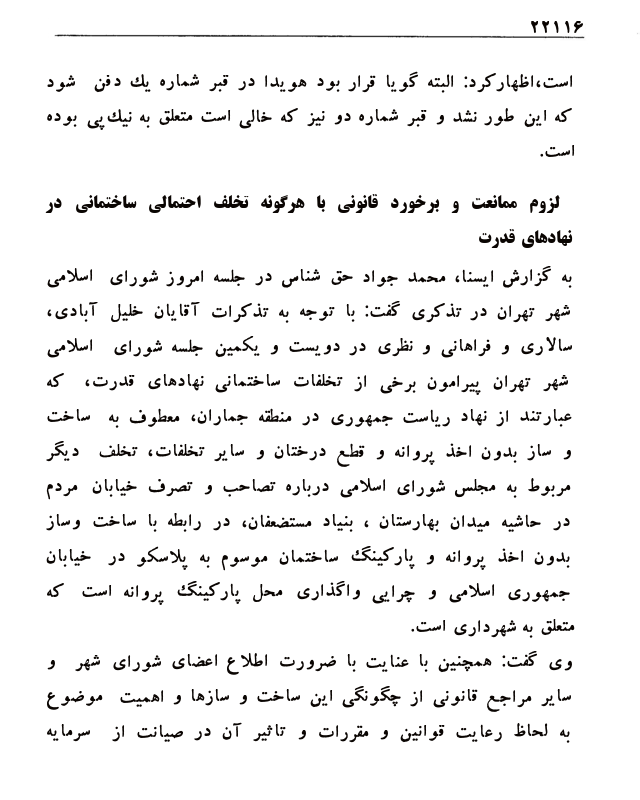 ۲۲۱۱۶
است،اظهارکرد: البته گویا قرار بود هویدا در قبر شماره یك دفن شود
که این طور نشد و قبر شماره دو نیز که خالی است متعلق به نیك‌پی بوده
است.
لزوم ممانعت و برخورد قانونی با هرگونه تخلف احتمالی ساختمانی در
نهادهای قدرت
به گزارش ایسنا، محمد جواد حق شناس در جلسه امروز شورای اسلامی
شهر تهران در تذکری گفت: با توجه به تذکرات آقایان خلیل آبادی،
سالاری و فراهانی و نظری در دویست و یکمین جلسه شورای اسلامی
شهر تهران پیرامون برخی از تخلفات ساختمانی نهادهای قدرت، که
عبارتند از نهاد ریاست جمهوری در منطقه جماران، معطوف به ساخت
و ساز بدون اخذ پروانه و قطع درختان و سایر تخلفات، تخلف دیگر
مربوط به مجلس شورای اسلامی درباره تصاحب و تصرف خیابان مردم
در حاشیه میدان بهارستان ، بنیاد مستضعفان، در رابطه با ساخت وساز
بدون اخذ پروانه و پارکینگ ساختمان موسوم به پلاسکو در خیابان
جمهوری اسلامی و چرایی واگذاری محل پارکینگ پروانه است که
متعلق به شهرداری است.
وی گفت: همچنین با عنایت با ضرورت اطلاع اعضای شورای شهر و
سایر مراجع قانونی از چگونگی این ساخت و سازها و اهمیت موضوع
به لحاظ رعایت قوانین و مقررات و تاثیر آن در صیانت از سرمایه